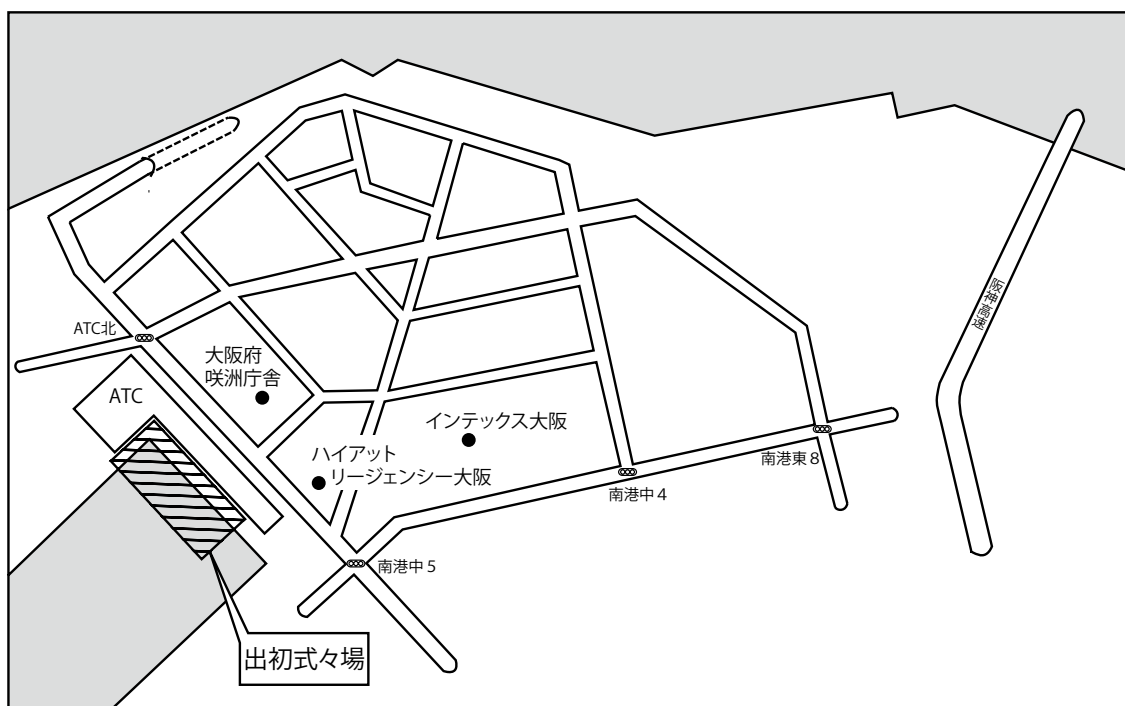 阪神高速
ATC北
大阪府
咲洲庁舎
ATC
インテックス大阪
ハイアット
リージェンシー大阪
南港東8
南港中4
南港中5
出初式々場